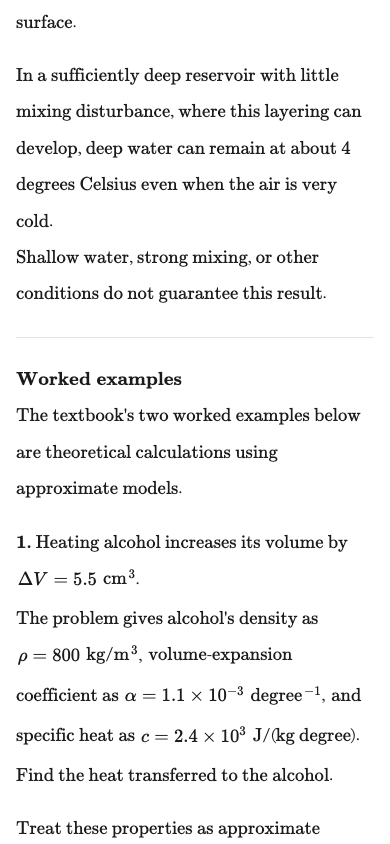 surface.
In a sufficiently deep reservoir with little
mixing disturbance, where this layering can
develop, deep water can remain at about 4
degrees Celsius even when the air is very
cold.
Shallow water, strong mixing, or other
conditions do not guarantee this result.
Worked examples
The textbook's two worked examples below
are theoretical calculations using
approximate models.
1. Heating alcohol increases its volume by
ΔV = 5.5 cm³.
The problem gives alcohol's density as
ρ = 800 kg/m³, volume-expansion
coefficient as α = 1.1 × 10⁻³ degree⁻¹, and
specific heat as c = 2.4 × 10³ J/(kg degree).
Find the heat transferred to the alcohol.
Treat these properties as approximate